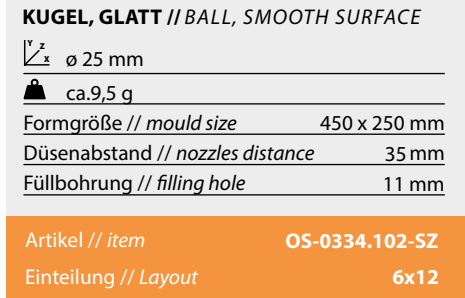 KUGEL, GLATT // BALL, SMOOTH SURFACE
Y Z X ø 25 mm
ca.9,5 g
Formgröße // mould size 450 x 250 mm
Düsenabstand // nozzles distance 35 mm
Füllbohrung // filling hole 11 mm
Artikel // item OS-0334.102-SZ
Einteilung // Layout 6x12